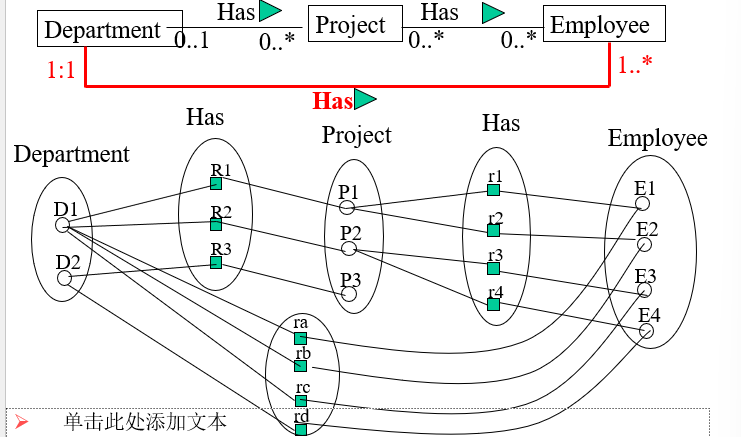 Has Has
Department Project Employee
0..1 0..* 0..* 0..*
1:1 1..*
Has
Has Project Has Employee
Department
R1 r1
D1 P1 E1
R2 r2 E2
P2
D2 R3 r3 E3
P3 r4
ra E4
rb
rc
rd
单击此处添加文本